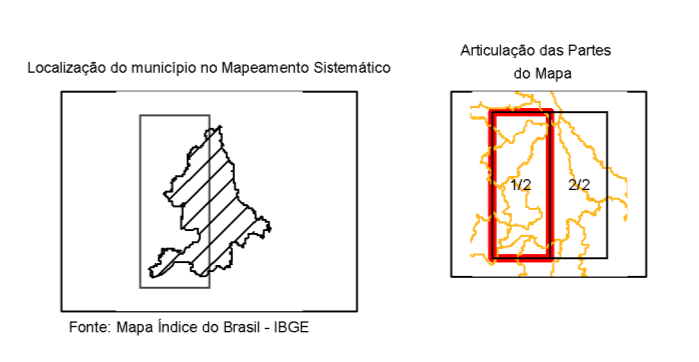 Localização do município no Mapeamento Sistemático
Fonte: Mapa Índice do Brasil - IBGE
Articulação das Partes
do Mapa
1/2
2/2